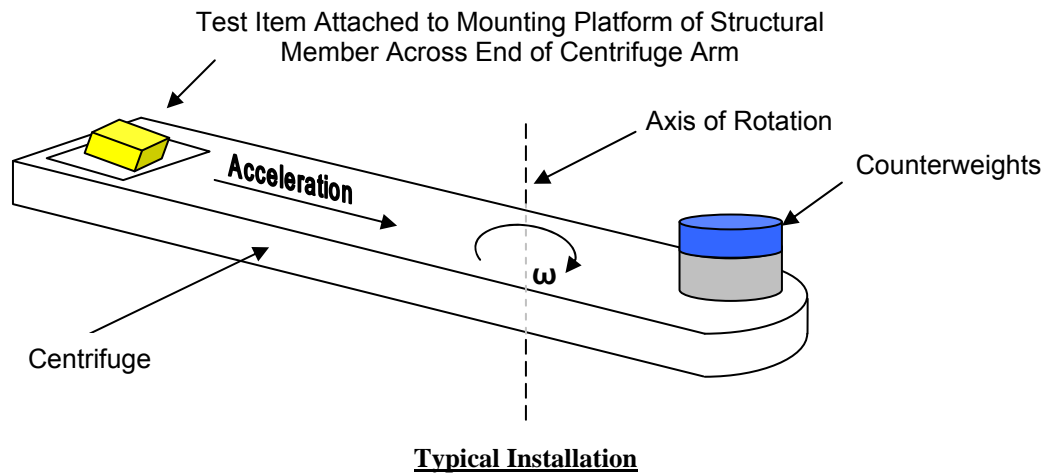 Test Item Attached to Mounting Platform of Structural
Member Across End of Centrifuge Arm
Axis of Rotation
Counterweights
Acceleration
ω
Centrifuge
Typical Installation